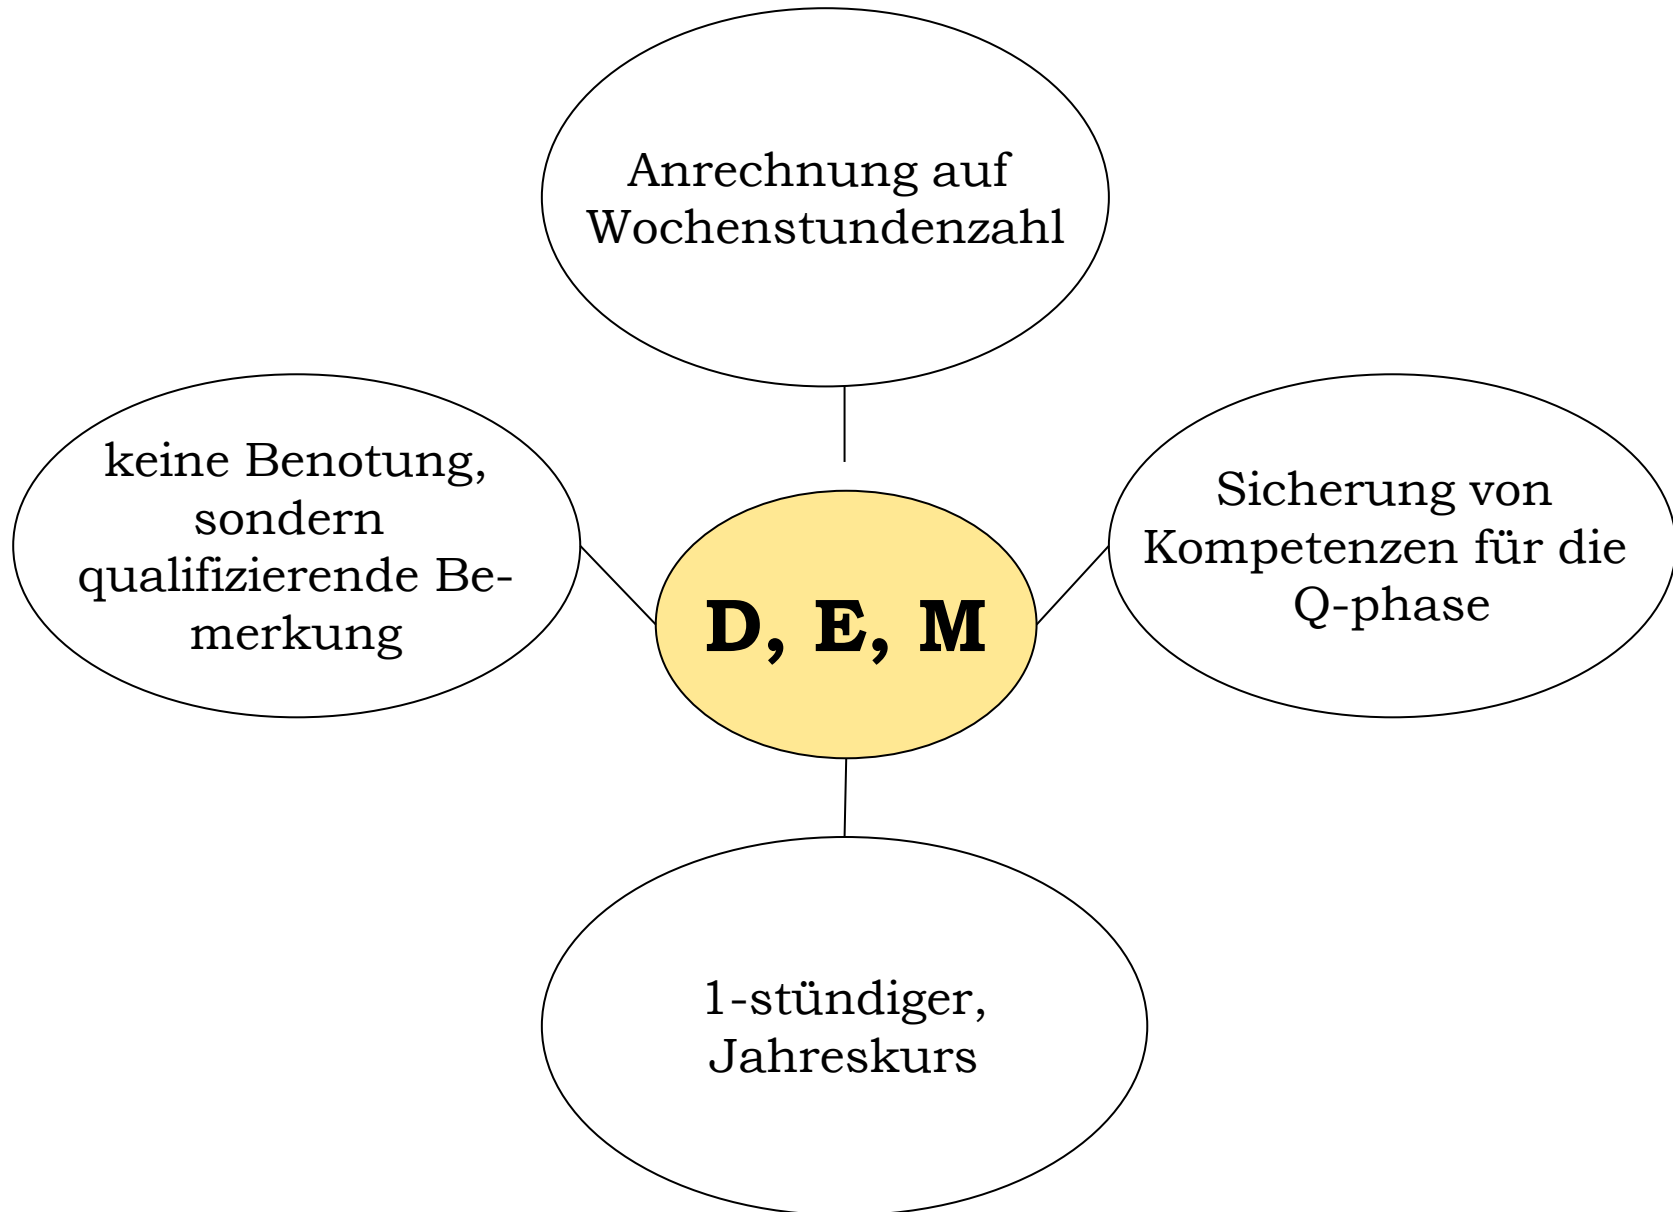 Anrechnung auf
Wochenstundenzahl
keine Benotung,
sondern
qualifizierende Be-
merkung
Sicherung von
Kompetenzen für die
Q-phase
D, E, M
1-stündiger,
Jahreskurs